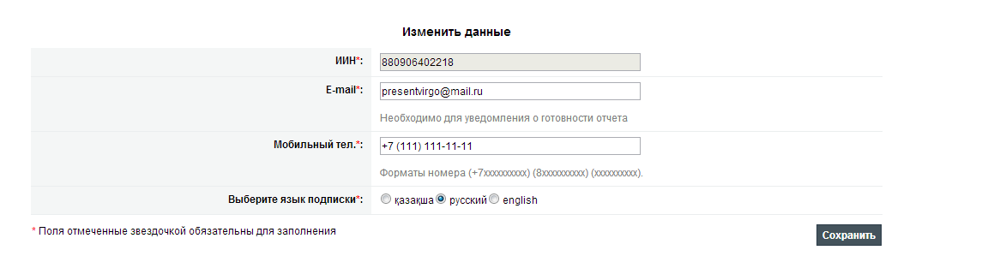 Изменить данные
ИИН*: 880906402218
E-mail*: presentvirgo@mail.ru
Необходимо для уведомления о готовности отчета
Мобильный тел.*: +7 (111) 111-11-11
Форматы номера (+7xxxxxxxxxx) (8xxxxxxxxxx) (xxxxxxxxxx).
Выберите язык подписки*: қазақша русский english
* Поля отмеченные звездочкой обязательны для заполнения
Сохранить